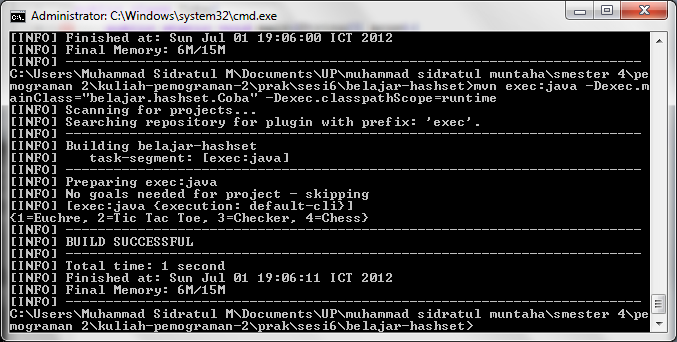 Administrator: C:\Windows\system32\cmd.exe
[INFO] Finished at: Sun Jul 01 19:06:00 ICT 2012
[INFO] Final Memory: 6M/15M
[INFO] ------------------------------------------------------------------------
C:\Users\Muhammad Sidratul M\Documents\UP\muhammad sidratul muntaha\smester 4\pe
mograman 2\kuliah-pemograman-2\prak\sesi6\belajar-hashset>mvn exec:java -Dexec.m
ainClass="belajar.hashset.Coba" -Dexec.classpathScope=runtime
[INFO] Scanning for projects...
[INFO] Searching repository for plugin with prefix: 'exec'.
[INFO] ------------------------------------------------------------------------
[INFO] Building belajar-hashset
[INFO]    task-segment: [exec:java]
[INFO] ------------------------------------------------------------------------
[INFO] Preparing exec:java
[INFO] No goals needed for project - skipping
[INFO] [exec:java {execution: default-cli}]
{1=Euchre, 2=Tic Tac Toe, 3=Checker, 4=Chess}
[INFO] ------------------------------------------------------------------------
[INFO] BUILD SUCCESSFUL
[INFO] ------------------------------------------------------------------------
[INFO] Total time: 1 second
[INFO] Finished at: Sun Jul 01 19:06:11 ICT 2012
[INFO] Final Memory: 6M/15M
[INFO] ------------------------------------------------------------------------
C:\Users\Muhammad Sidratul M\Documents\UP\muhammad sidratul muntaha\smester 4\pe
mograman 2\kuliah-pemograman-2\prak\sesi6\belajar-hashset>